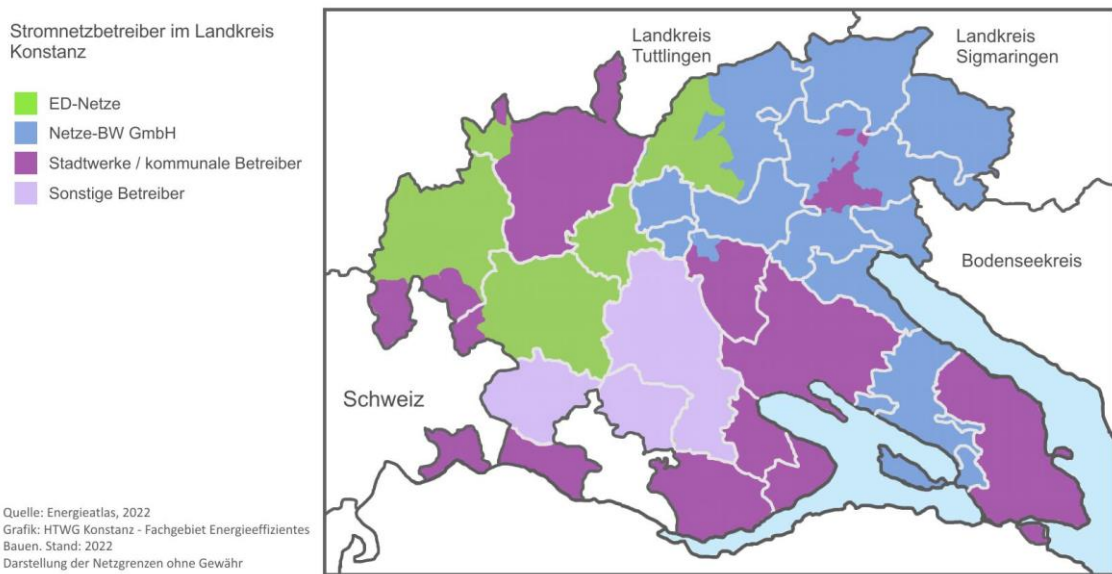 Stromnetzbetreiber im Landkreis
Konstanz
ED-Netze
Netze-BW GmbH
Stadtwerke / kommunale Betreiber
Sonstige Betreiber
Landkreis
Tuttlingen
Landkreis
Sigmaringen
Bodenseekreis
Schweiz
Quelle: Energieatlas, 2022
Grafik: HTWG Konstanz - Fachgebiet Energieeffizientes
Bauen. Stand: 2022
Darstellung der Netzgrenzen ohne Gewähr